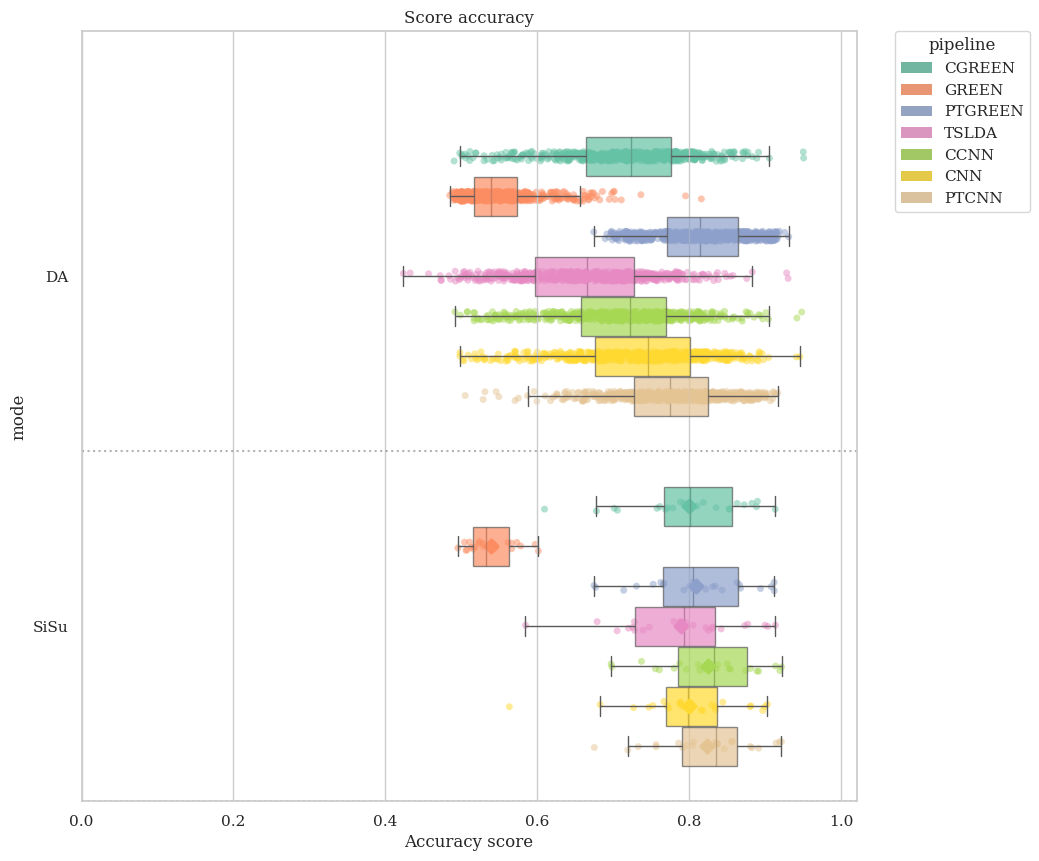 Score accuracy
pipeline
CGREEN
GREEN
PTGREEN
TSLDA
CCNN
CNN
PTCNN
DA
mode
SiSu
0.0 0.2 0.4 0.6 0.8 1.0
Accuracy score